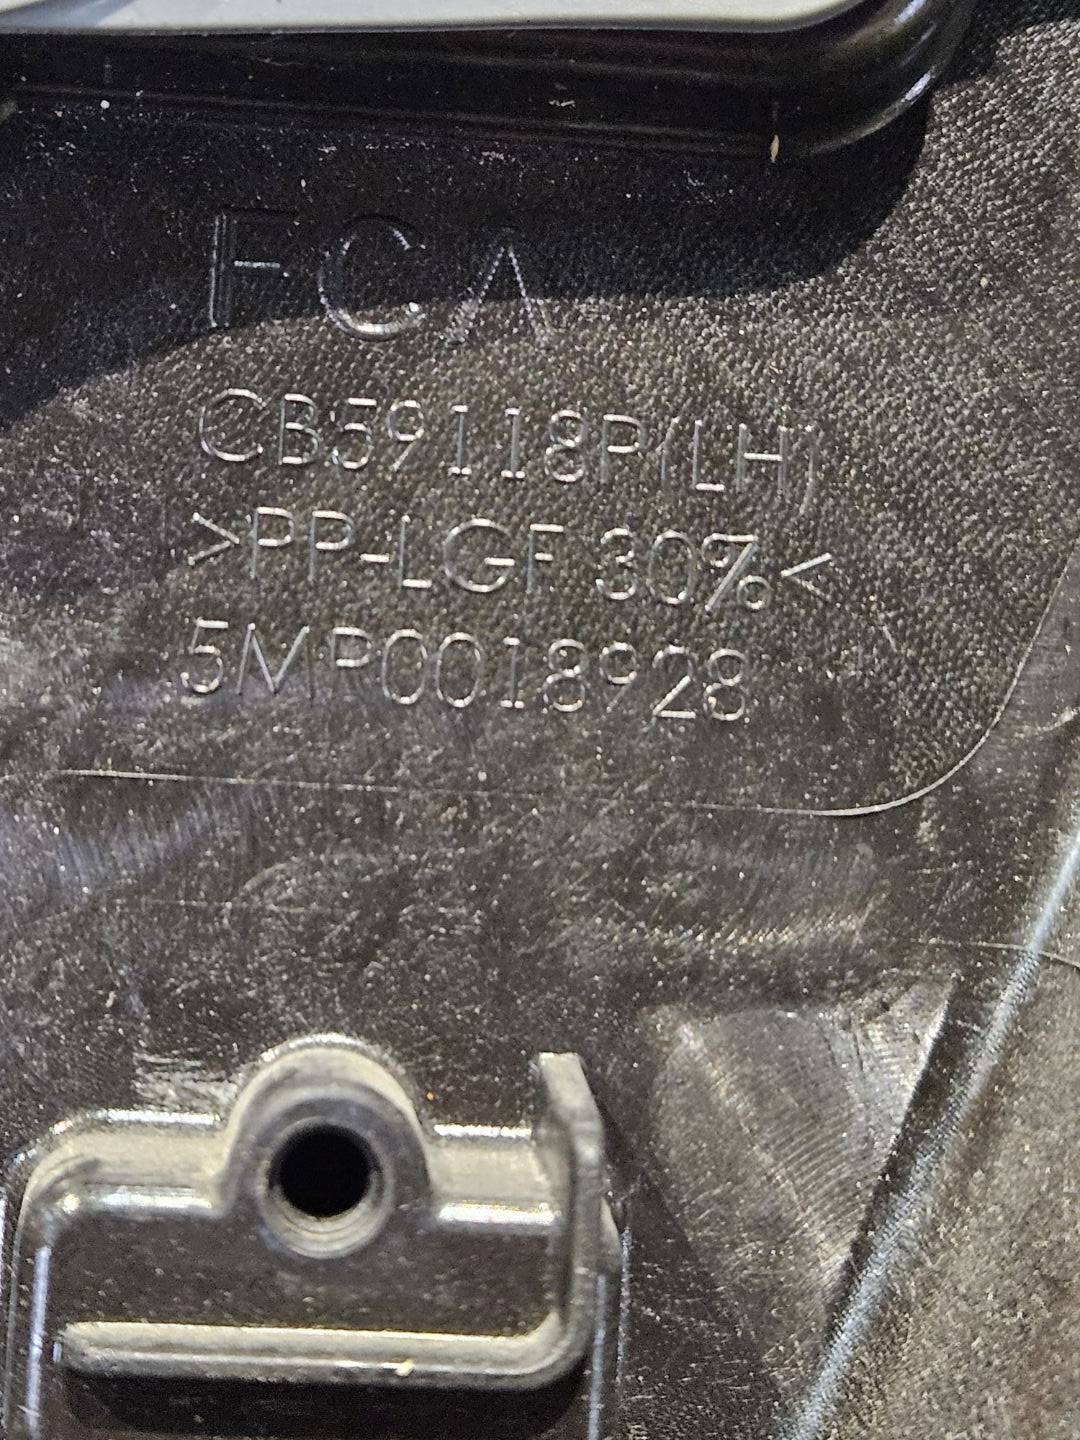 FCA
CB59118P(LH)
>PP-LGF 30%<
5MP0018928